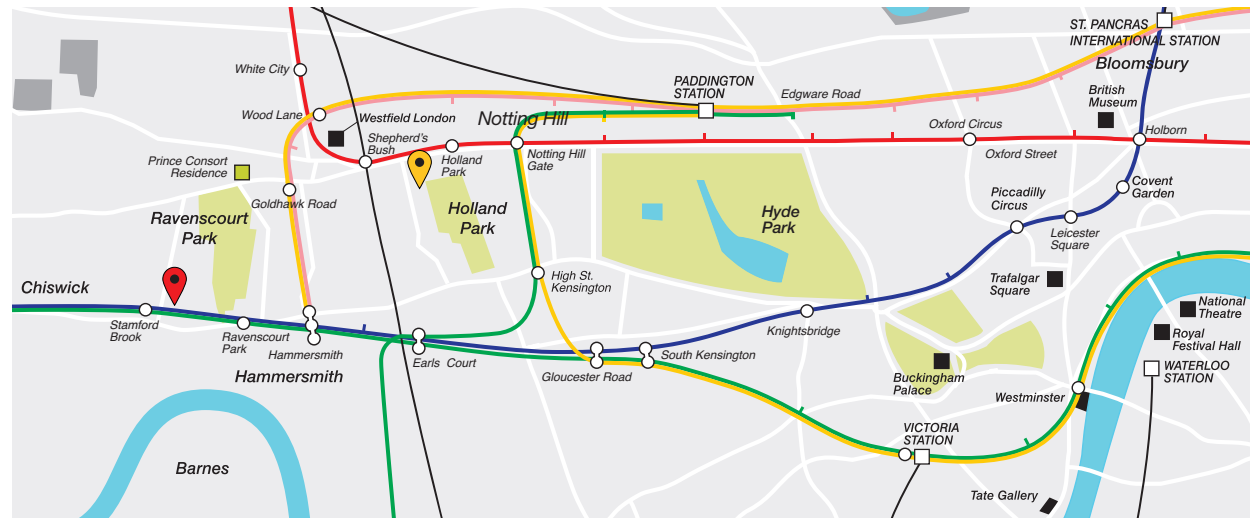 ST. PANCRAS
INTERNATIONAL STATION
Bloomsbury
White City
PADDINGTON
STATION
Edgware Road
British
Museum
Wood Lane
Westfield London
Notting Hill
Oxford Circus
Holborn
Shepherd's
Bush
Holland
Park
Notting Hill
Gate
Oxford Street
Prince Consort
Residence
Goldhawk Road
Covent
Garden
Piccadilly
Circus
Ravenscourt
Park
Holland
Park
Hyde
Park
Leicester
Square
High St.
Kensington
Trafalgar
Square
Chiswick
National
Theatre
Stamford
Brook
Ravenscourt
Park
Hammersmith
Knightsbridge
Royal
Festival Hall
Earls Court
Gloucester Road
South Kensington
WATERLOO
STATION
Hammersmith
Buckingham
Palace
Westminster
VICTORIA
STATION
Barnes
Tate Gallery